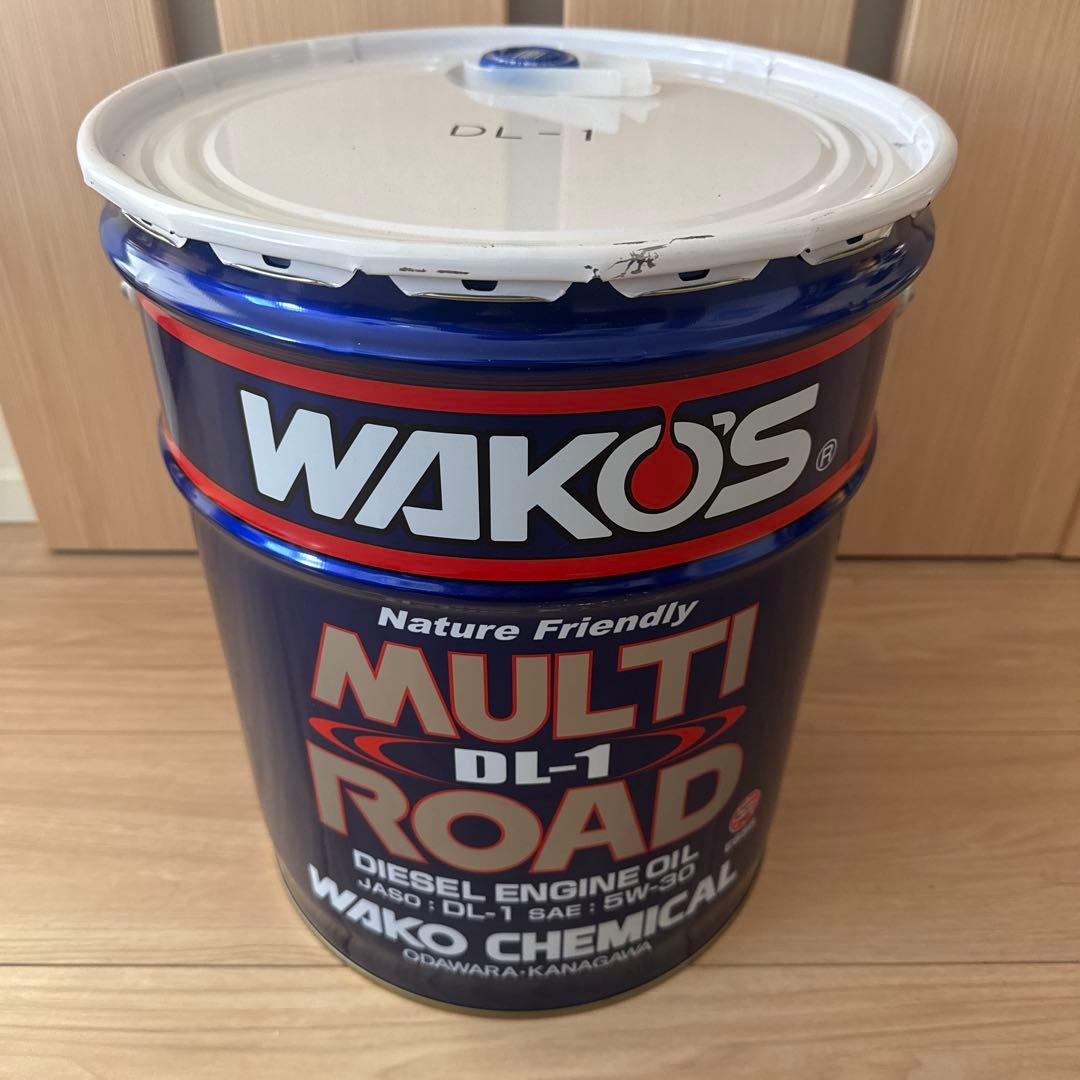 DL-1
WAKO'S®
Nature Friendly
MULTI
DL-1
ROAD
DIESEL ENGINE OIL
JASO : DL-1 SAE : 5W-30
WAKO CHEMICAL
ODAWARA·KANAGAWA